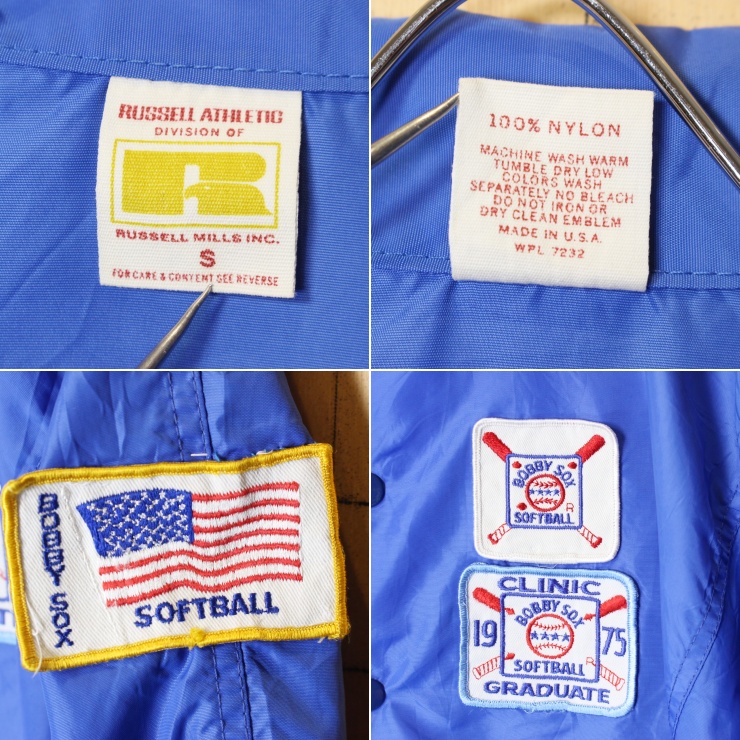 RUSSELL ATHLETIC
DIVISION OF
R
RUSSELL MILLS INC.
S
FOR CARE & CONTENT SEE REVERSE
100% NYLON
MACHINE WASH WARM
TUMBLE DRY LOW
COLORS WASH
SEPARATELY NO BLEACH
DO NOT IRON OR
DRY CLEAN EMBLEM
MADE IN U.S.A.
WPL 7232
BOBBY SOX
SOFTBALL
BOBBY SOX
R
SOFTBALL
CLINIC
BOBBY SOX
1975
R
SOFTBALL
GRADUATE